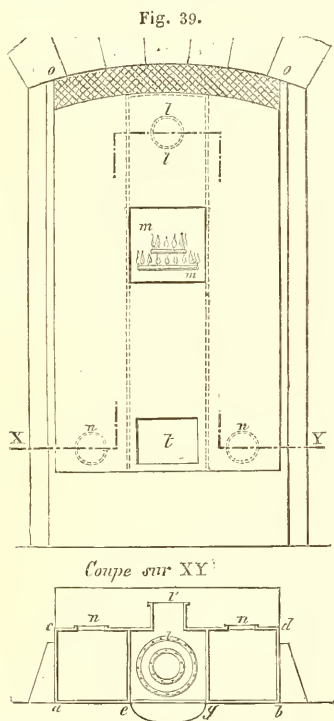 Fig. 39.
o o
l
l
m
m
n t n
X Y
Coupe sur XY
l'
c n n d
l
a e g b